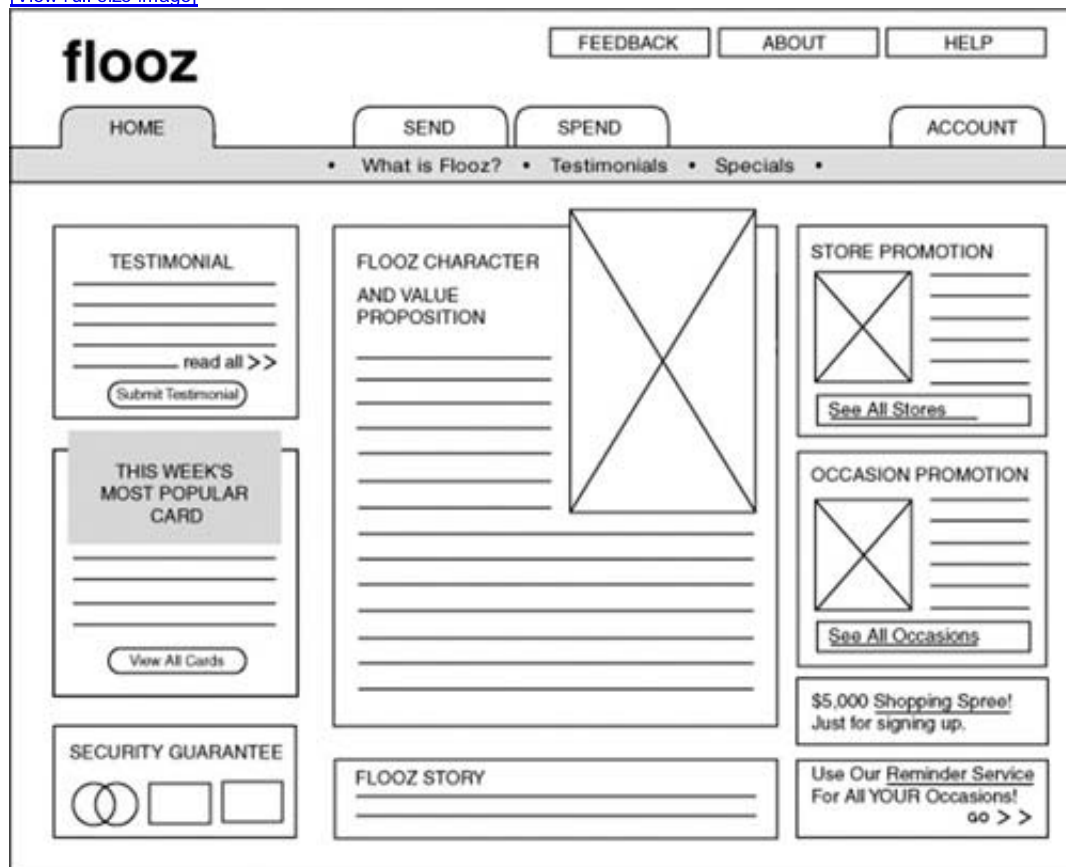 [View full size image]
flooz
FEEDBACK
ABOUT
HELP
HOME
SEND
SPEND
ACCOUNT
• What is Flooz? • Testimonials • Specials •
TESTIMONIAL
read all >>
Submit Testimonial
THIS WEEK'S
MOST POPULAR
CARD
View All Cards
SECURITY GUARANTEE
FLOOZ CHARACTER
AND VALUE
PROPOSITION
FLOOZ STORY
STORE PROMOTION
See All Stores
OCCASION PROMOTION
See All Occasions
$5,000 Shopping Spree!
Just for signing up.
Use Our Reminder Service
For All YOUR Occasions!
GO > >